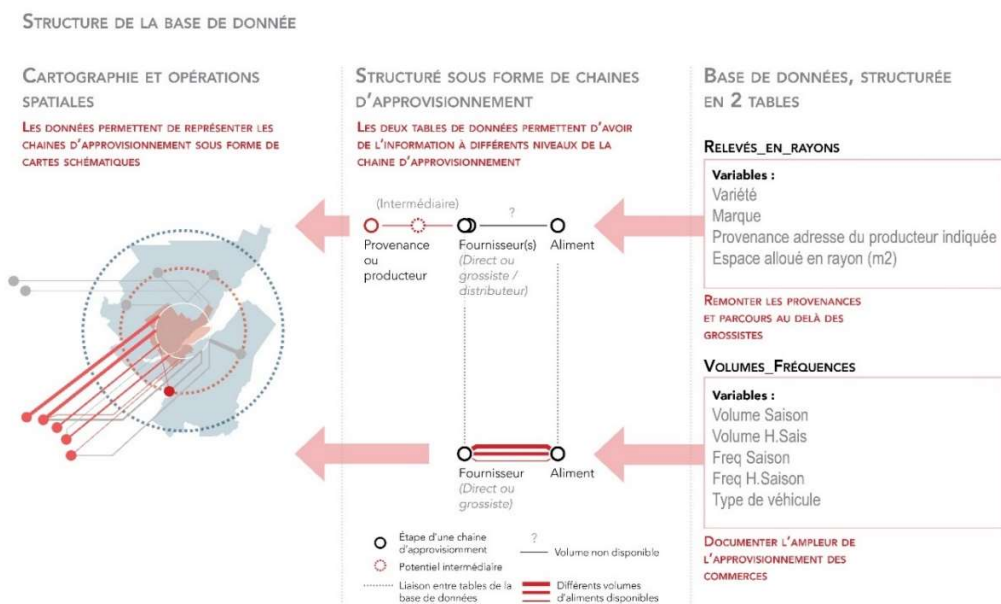 STRUCTURE DE LA BASE DE DONNÉE
CARTOGRAPHIE ET OPÉRATIONS
SPATIALES
LES DONNÉES PERMETTENT DE REPRÉSENTER LES
CHAINES D'APPROVISIONNEMENT SOUS FORME DE
CARTES SCHÉMATIQUES
STRUCTURÉ SOUS FORME DE CHAINES
D'APPROVISIONNEMENT
LES DEUX TABLES DE DONNÉES PERMETTENT D'AVOIR
DE L'INFORMATION À DIFFÉRENTS NIVEAUX DE LA
CHAINE D'APPROVISIONNEMENT
(Intermédiaire)
?
Provenance
ou
producteur
Fournisseur(s)
(Direct ou
grossiste /
distributeur)
Aliment
Fournisseur
(Direct ou
grossiste)
Aliment
Étape d'une chaine
d'approvisiomment
Potentiel intermédiaire
Liaison entre tables de la
base de données
?
Volume non disponible
Différents volumes
d'aliments disponibles
BASE DE DONNÉES, STRUCTURÉE
EN 2 TABLES
RELEVÉS_EN_RAYONS
Variables :
Variété
Marque
Provenance adresse du producteur indiquée
Espace alloué en rayon (m2)
REMONTER LES PROVENANCES
ET PARCOURS AU DELÀ DES
GROSSISTES
VOLUMES_FRÉQUENCES
Variables :
Volume Saison
Volume H.Sais
Freq Saison
Freq H.Saison
Type de véhicule
DOCUMENTER L'AMPLEUR DE
L'APPROVISIONNEMENT DES
COMMERCES